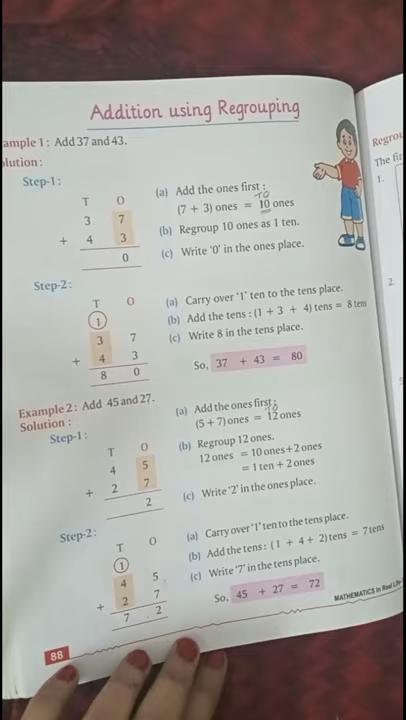 Addition using Regrouping
ample 1: Add 37 and 43.
olution:
Step-1:
T O
3 7
+ 4 3
0
(a) Add the ones first:
TO
(7 + 3) ones = 10 ones
(b) Regroup 10 ones as 1 ten.
(c) Write '0' in the ones place.
Step-2:
T O
1
3 7
+ 4 3
8 0
(a) Carry over '1' ten to the tens place.
(b) Add the tens : (1 + 3 + 4) tens = 8 tens
(c) Write 8 in the tens place.
So, 37 + 43 = 80
Example 2: Add 45 and 27.
Solution :
Step-1:
T O
4 5
+ 2 7
2
(a) Add the ones first:
TO
(5 + 7) ones = 12 ones
(b) Regroup 12 ones.
12 ones = 10 ones + 2 ones
= 1 ten + 2 ones
(c) Write '2' in the ones place.
Step-2:
T O
1
4 5
+ 2 7
7 2
(a) Carry over '1' ten to the tens place.
(b) Add the tens: (1 + 4 + 2) tens = 7 tens
(c) Write '7' in the tens place.
So, 45 + 27 = 72
88
MATHEMATICS in Real Life-
Regrou
The fir
1.
2.